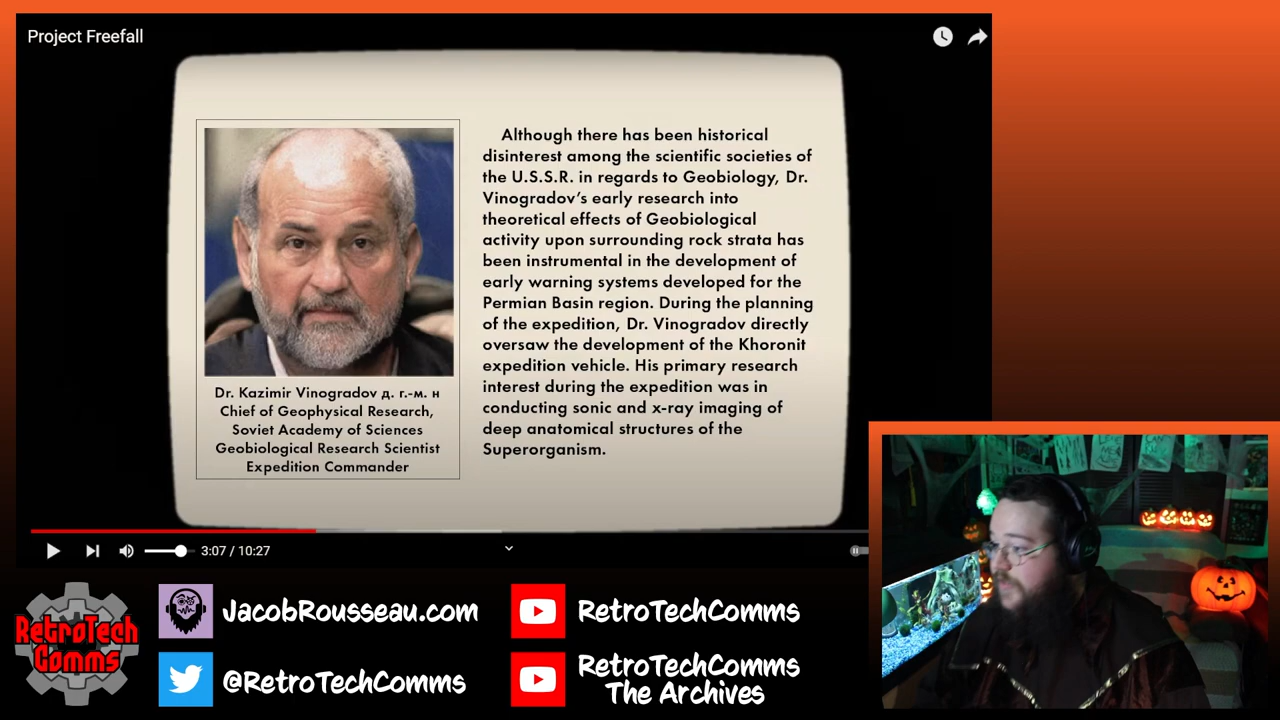 Project Freefall
Although there has been historical
disinterest among the scientific societies of
the U.S.S.R. in regards to Geobiology, Dr.
Vinogradov's early research into
theoretical effects of Geobiological
activity upon surrounding rock strata has
been instrumental in the development of
early warning systems developed for the
Permian Basin region. During the planning
of the expedition, Dr. Vinogradov directly
oversaw the development of the Khoronit
expedition vehicle. His primary research
interest during the expedition was in
conducting sonic and x-ray imaging of
deep anatomical structures of the
Superorganism.
Dr. Kazimir Vinogradov д. г.-м. н
Chief of Geophysical Research,
Soviet Academy of Sciences
Geobiological Research Scientist
Expedition Commander
3:07 / 10:27
RetroTech
Comms
JacobRousseau.com
@RetroTechComms
RetroTechComms
RetroTechComms
The Archives